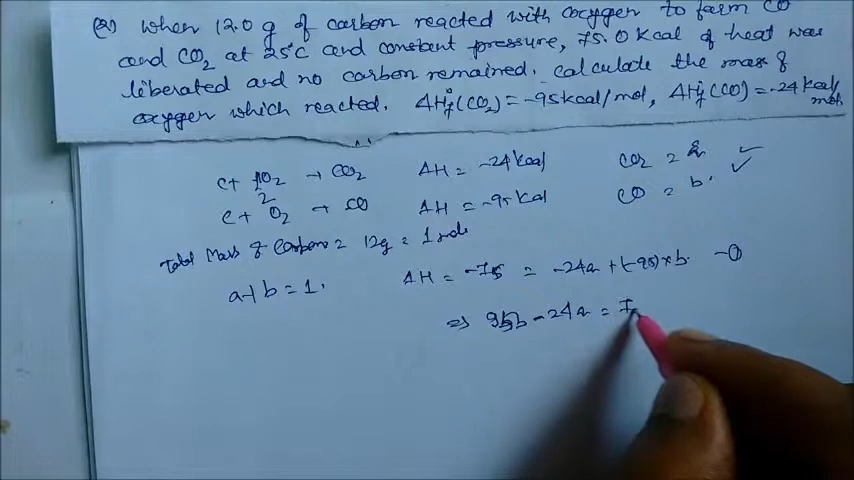 (2) when 12.0 g of carbon reacted with oxygen to form CO
and CO₂ at 25°C and constant pressure, 75.0 kcal of heat was
liberated and no carbon remained. calculate the mass of
oxygen which reacted. ΔH°f(CO₂) = -95 kcal/mol, ΔH°f(CO) = -24 kcal/mol
C + 1/2 O₂ → CO₂ ΔH = -24 kcal CO₂ = a ✓
C + O₂ → CO ΔH = -95 kcal CO = b. ✓
Total Mass of Carbon = 12g = 1 mole
a + b = 1. ΔH = -75 = -24a + (-95) × b. -①
⇒ 95b - 24a = 7